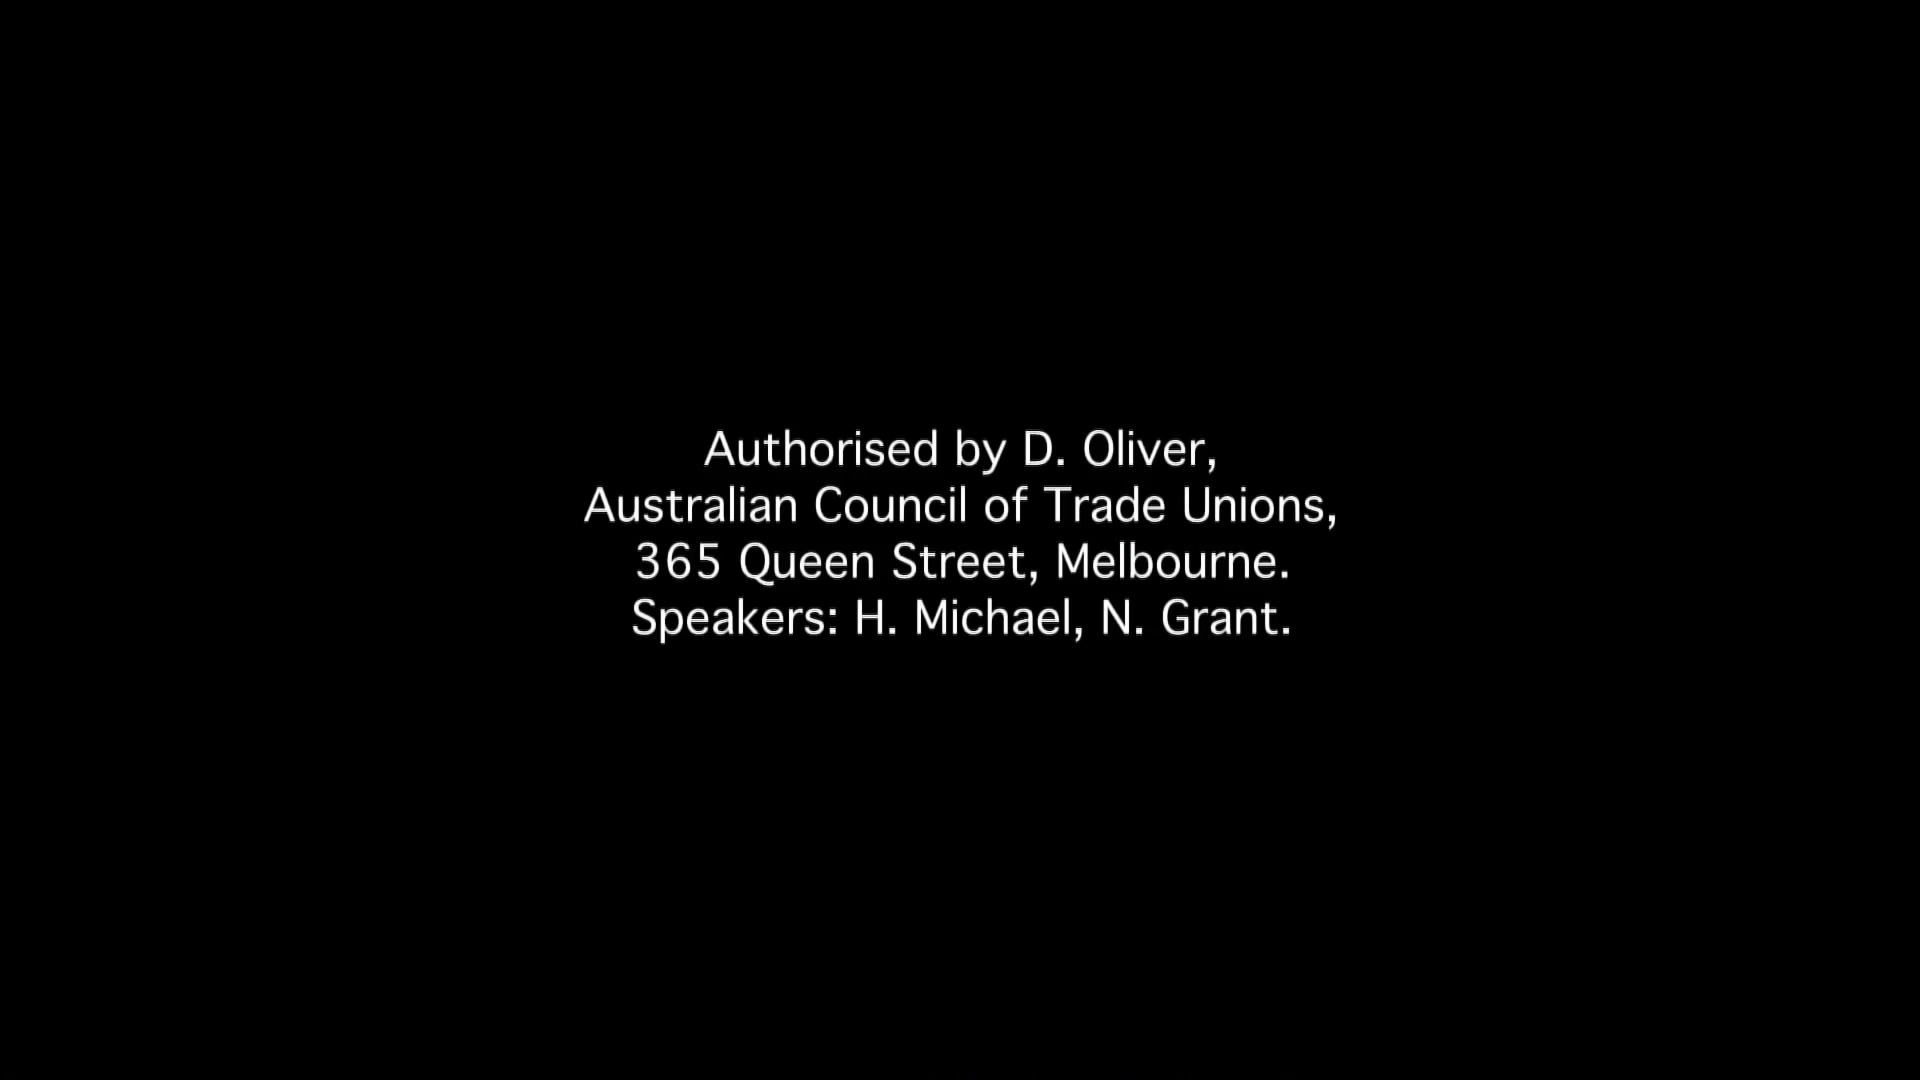 Authorised by D. Oliver,
Australian Council of Trade Unions,
365 Queen Street, Melbourne.
Speakers: H. Michael, N. Grant.